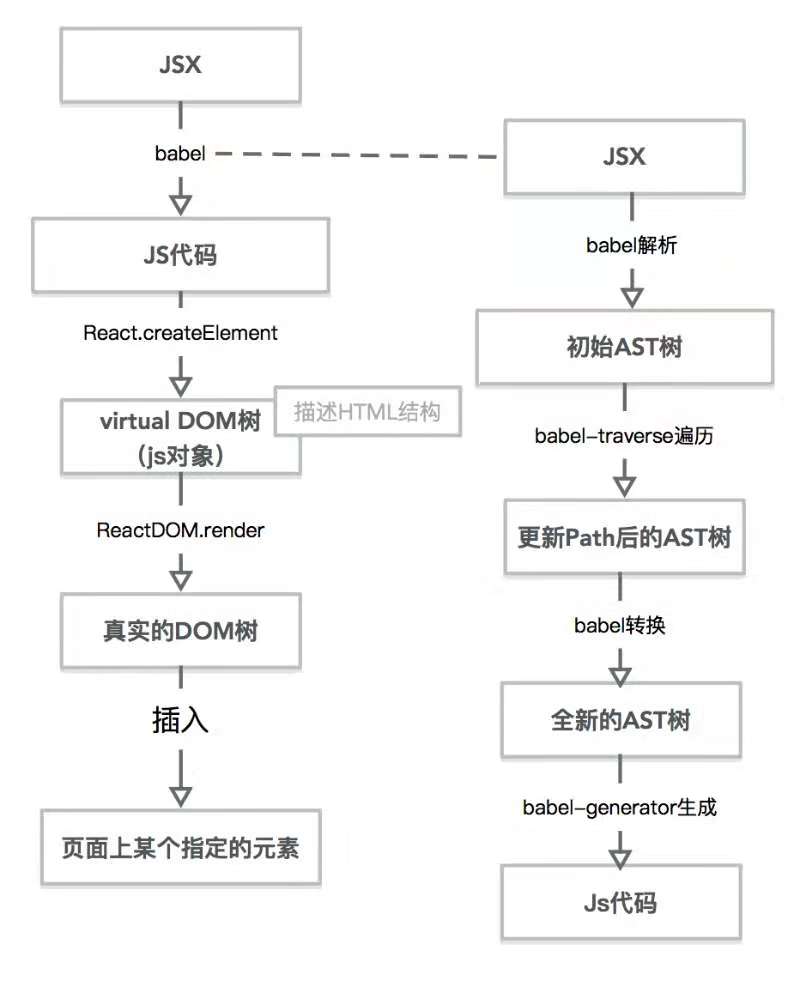 JSX
babel
JS代码
React.createElement
virtual DOM树
（js对象）
描述HTML结构
ReactDOM.render
真实的DOM树
插入
页面上某个指定的元素
JSX
babel解析
初始AST树
babel-traverse遍历
更新Path后的AST树
babel转换
全新的AST树
babel-generator生成
Js代码